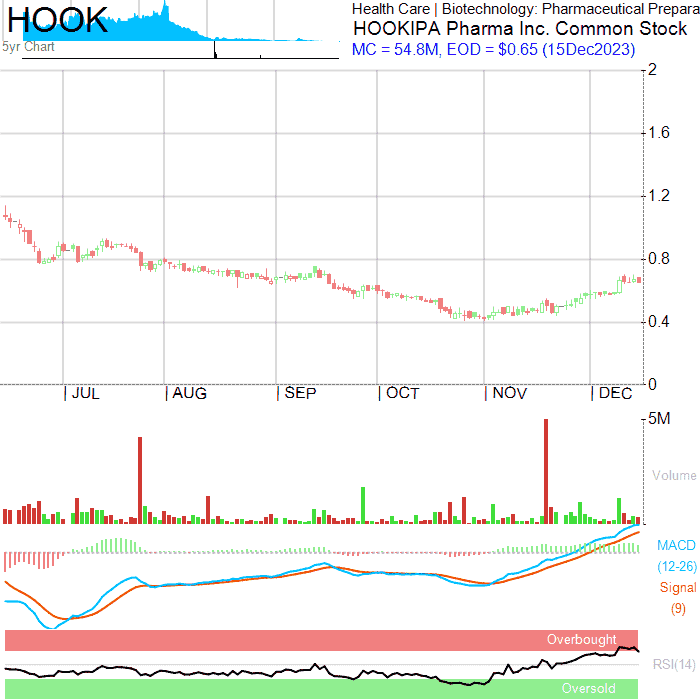 HOOK
5yr Chart
Health Care | Biotechnology: Pharmaceutical Prepara
HOOKIPA Pharma Inc. Common Stock
MC = 54.8M, EOD = $0.65 (15Dec2023)
2
1.6
1.2
0.8
0.4
0
JUL AUG SEP OCT NOV DEC
5M
Volume
MACD
(12-26)
Signal
(9)
Overbought
RSI(14)
Oversold